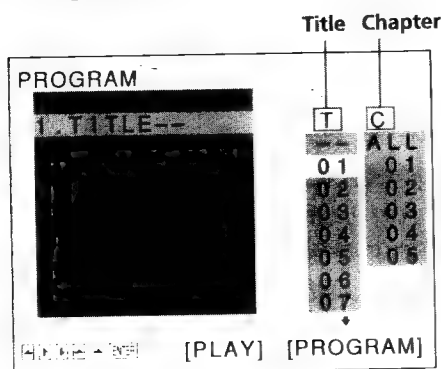 Title Chapter
PROGRAM
1.TITLE--
T C
-- ALL
01 01
02 02
03 03
04 04
05 05
06
07
[PLAY] [PROGRAM]